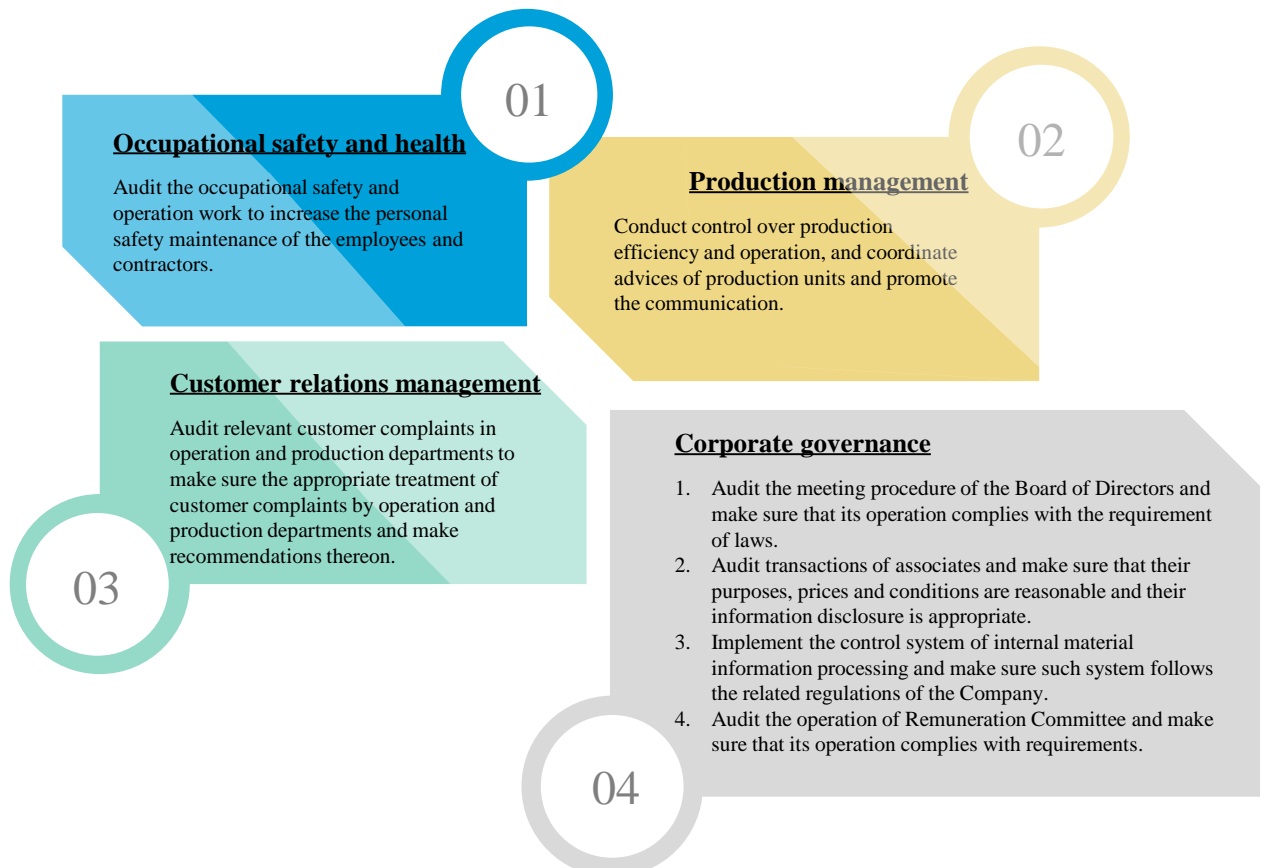 01
Occupational safety and health
Audit the occupational safety and
operation work to increase the personal
safety maintenance of the employees and
contractors.
02
Production management
Conduct control over production
efficiency and operation, and coordinate
advices of production units and promote
the communication.
03
Customer relations management
Audit relevant customer complaints in
operation and production departments to
make sure the appropriate treatment of
customer complaints by operation and
production departments and make
recommendations thereon.
04
Corporate governance
1. Audit the meeting procedure of the Board of Directors and
make sure that its operation complies with the requirement
of laws.
2. Audit transactions of associates and make sure that their
purposes, prices and conditions are reasonable and their
information disclosure is appropriate.
3. Implement the control system of internal material
information processing and make sure such system follows
the related regulations of the Company.
4. Audit the operation of Remuneration Committee and make
sure that its operation complies with requirements.